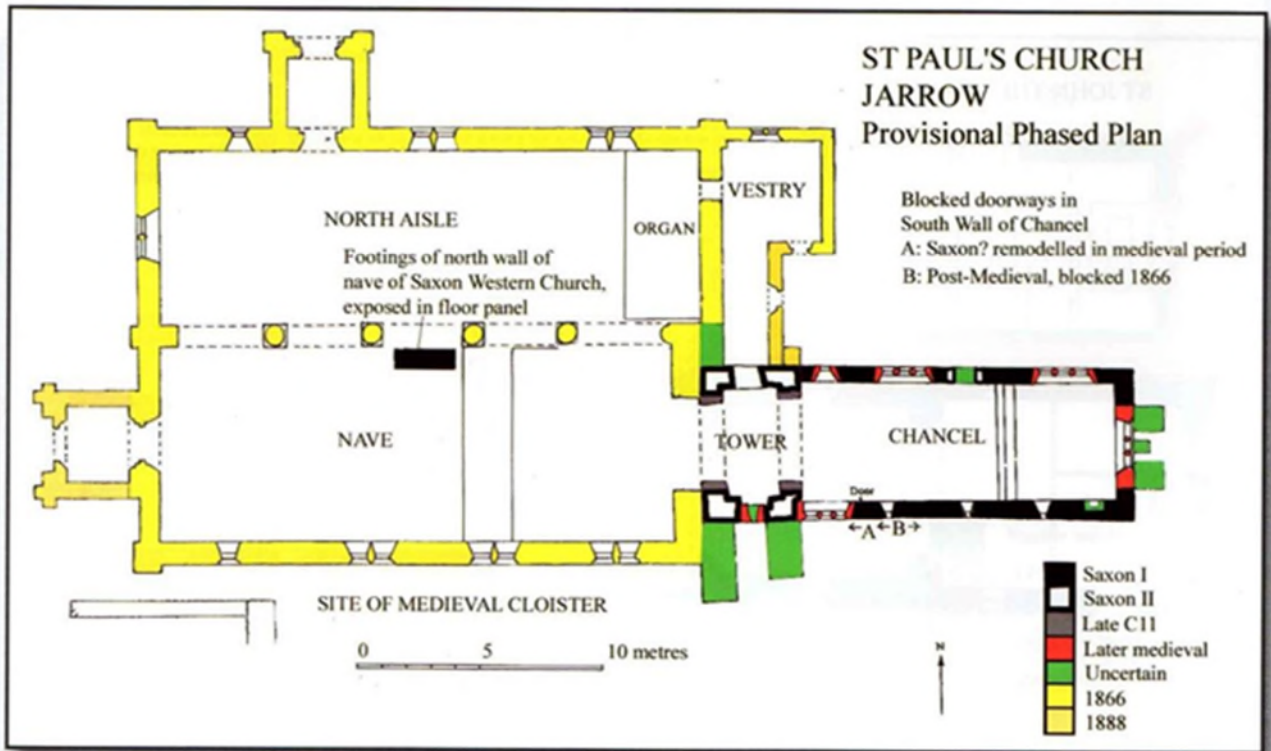 ST PAUL'S CHURCH
JARROW
Provisional Phased Plan
Blocked doorways in
South Wall of Chancel
A: Saxon? remodelled in medieval period
B: Post-Medieval, blocked 1866
VESTRY
NORTH AISLE
ORGAN
Footings of north wall of
nave of Saxon Western Church,
exposed in floor panel
NAVE
TOWER
CHANCEL
Door
←A←B→
SITE OF MEDIEVAL CLOISTER
0 5 10 metres
N
Saxon I
Saxon II
Late C11
Later medieval
Uncertain
1866
1888